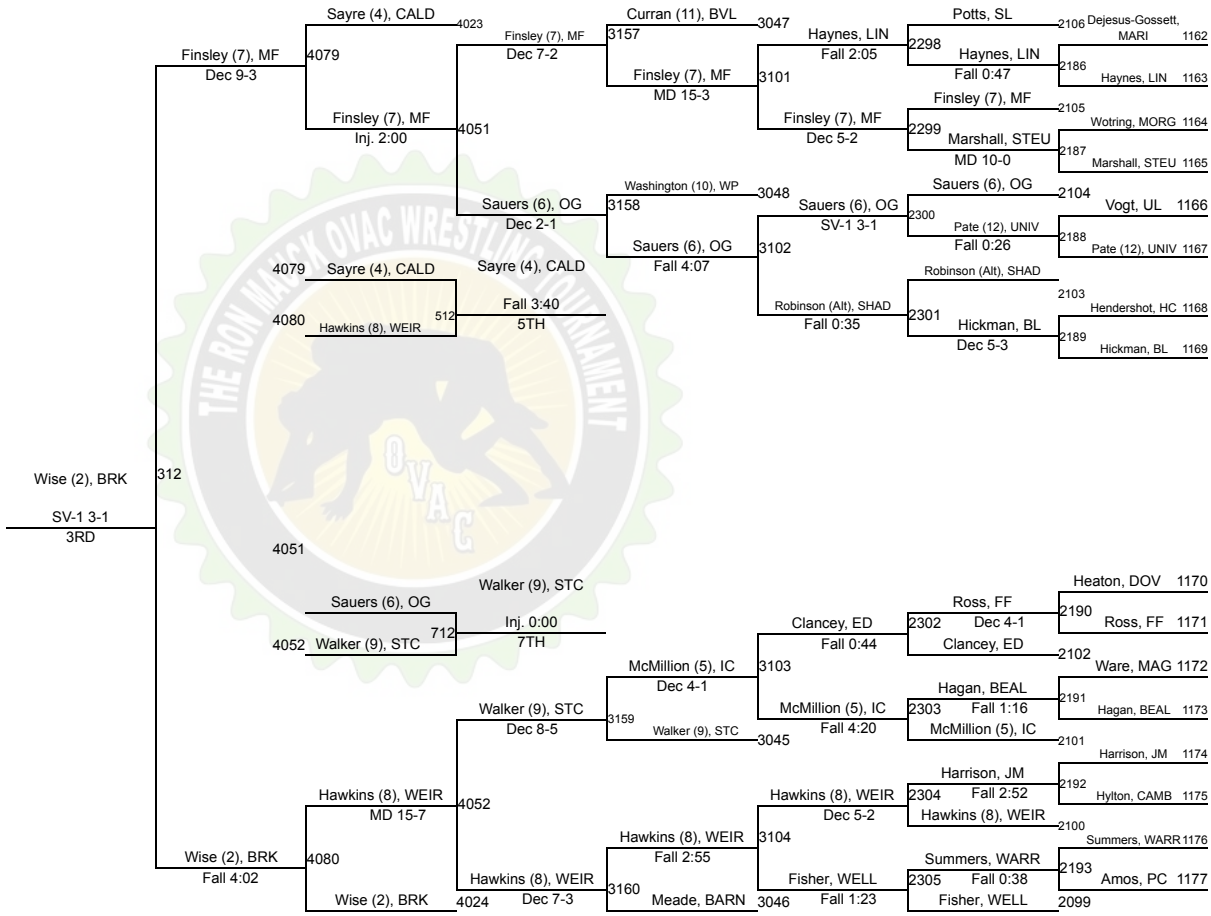 Sayre (4), CALD
4023
Finsley (7), MF
Dec 9-3
4079
Finsley (7), MF
Inj. 2:00
4051
Finsley (7), MF
Dec 7-2
Curran (11), BVL
3047
3157
Finsley (7), MF
MD 15-3
3101
Haynes, LIN
Fall 2:05
Potts, SL
2106
2298
Haynes, LIN
Fall 0:47
2186
Dejesus-Gossett,
MARI 1162
Haynes, LIN 1163
Finsley (7), MF
Dec 5-2
Finsley (7), MF
2105
2299
Marshall, STEU
MD 10-0
2187
Wotring, MORG 1164
Marshall, STEU 1165
Sauers (6), OG
Dec 2-1
Washington (10), WP
3048
3158
Sauers (6), OG
Fall 4:07
3102
Sauers (6), OG
SV-1 3-1
Sauers (6), OG
2104
2300
Pate (12), UNIV
Fall 0:26
2188
Vogt, UL 1166
Pate (12), UNIV 1167
Robinson (Alt), SHAD
Fall 0:35
Robinson (Alt), SHAD
2103
2301
Hickman, BL
Dec 5-3
2189
Hendershot, HC 1168
Hickman, BL 1169
4079
Sayre (4), CALD
4080
Hawkins (8), WEIR
512
Sayre (4), CALD
Fall 3:40
5TH
THE RON MAUCK OVAC WRESTLING TOURNAMENT
OVAC
Wise (2), BRK
SV-1 3-1
3RD
312
4051
Sauers (6), OG
4052
Walker (9), STC
712
Walker (9), STC
Inj. 0:00
7TH
Wise (2), BRK
Fall 4:02
4080
Hawkins (8), WEIR
MD 15-7
4052
Wise (2), BRK
4024
Walker (9), STC
Dec 8-5
3159
McMillion (5), IC
Dec 4-1
3103
Walker (9), STC
3045
Clancey, ED
Fall 0:44
2302
Ross, FF
Dec 4-1
2190
Heaton, DOV 1170
Ross, FF 1171
Clancey, ED
2102
McMillion (5), IC
Fall 4:20
2303
Hagan, BEAL
Fall 1:16
2191
Ware, MAG 1172
Hagan, BEAL 1173
McMillion (5), IC
2101
Hawkins (8), WEIR
Dec 7-3
3160
Hawkins (8), WEIR
Fall 2:55
3104
Meade, BARN
3046
Hawkins (8), WEIR
Dec 5-2
2304
Harrison, JM
Fall 2:52
2192
Harrison, JM 1174
Hylton, CAMB 1175
Hawkins (8), WEIR
2100
Fisher, WELL
Fall 1:23
2305
Summers, WARR
Fall 0:38
2193
Summers, WARR 1176
Amos, PC 1177
Fisher, WELL
2099